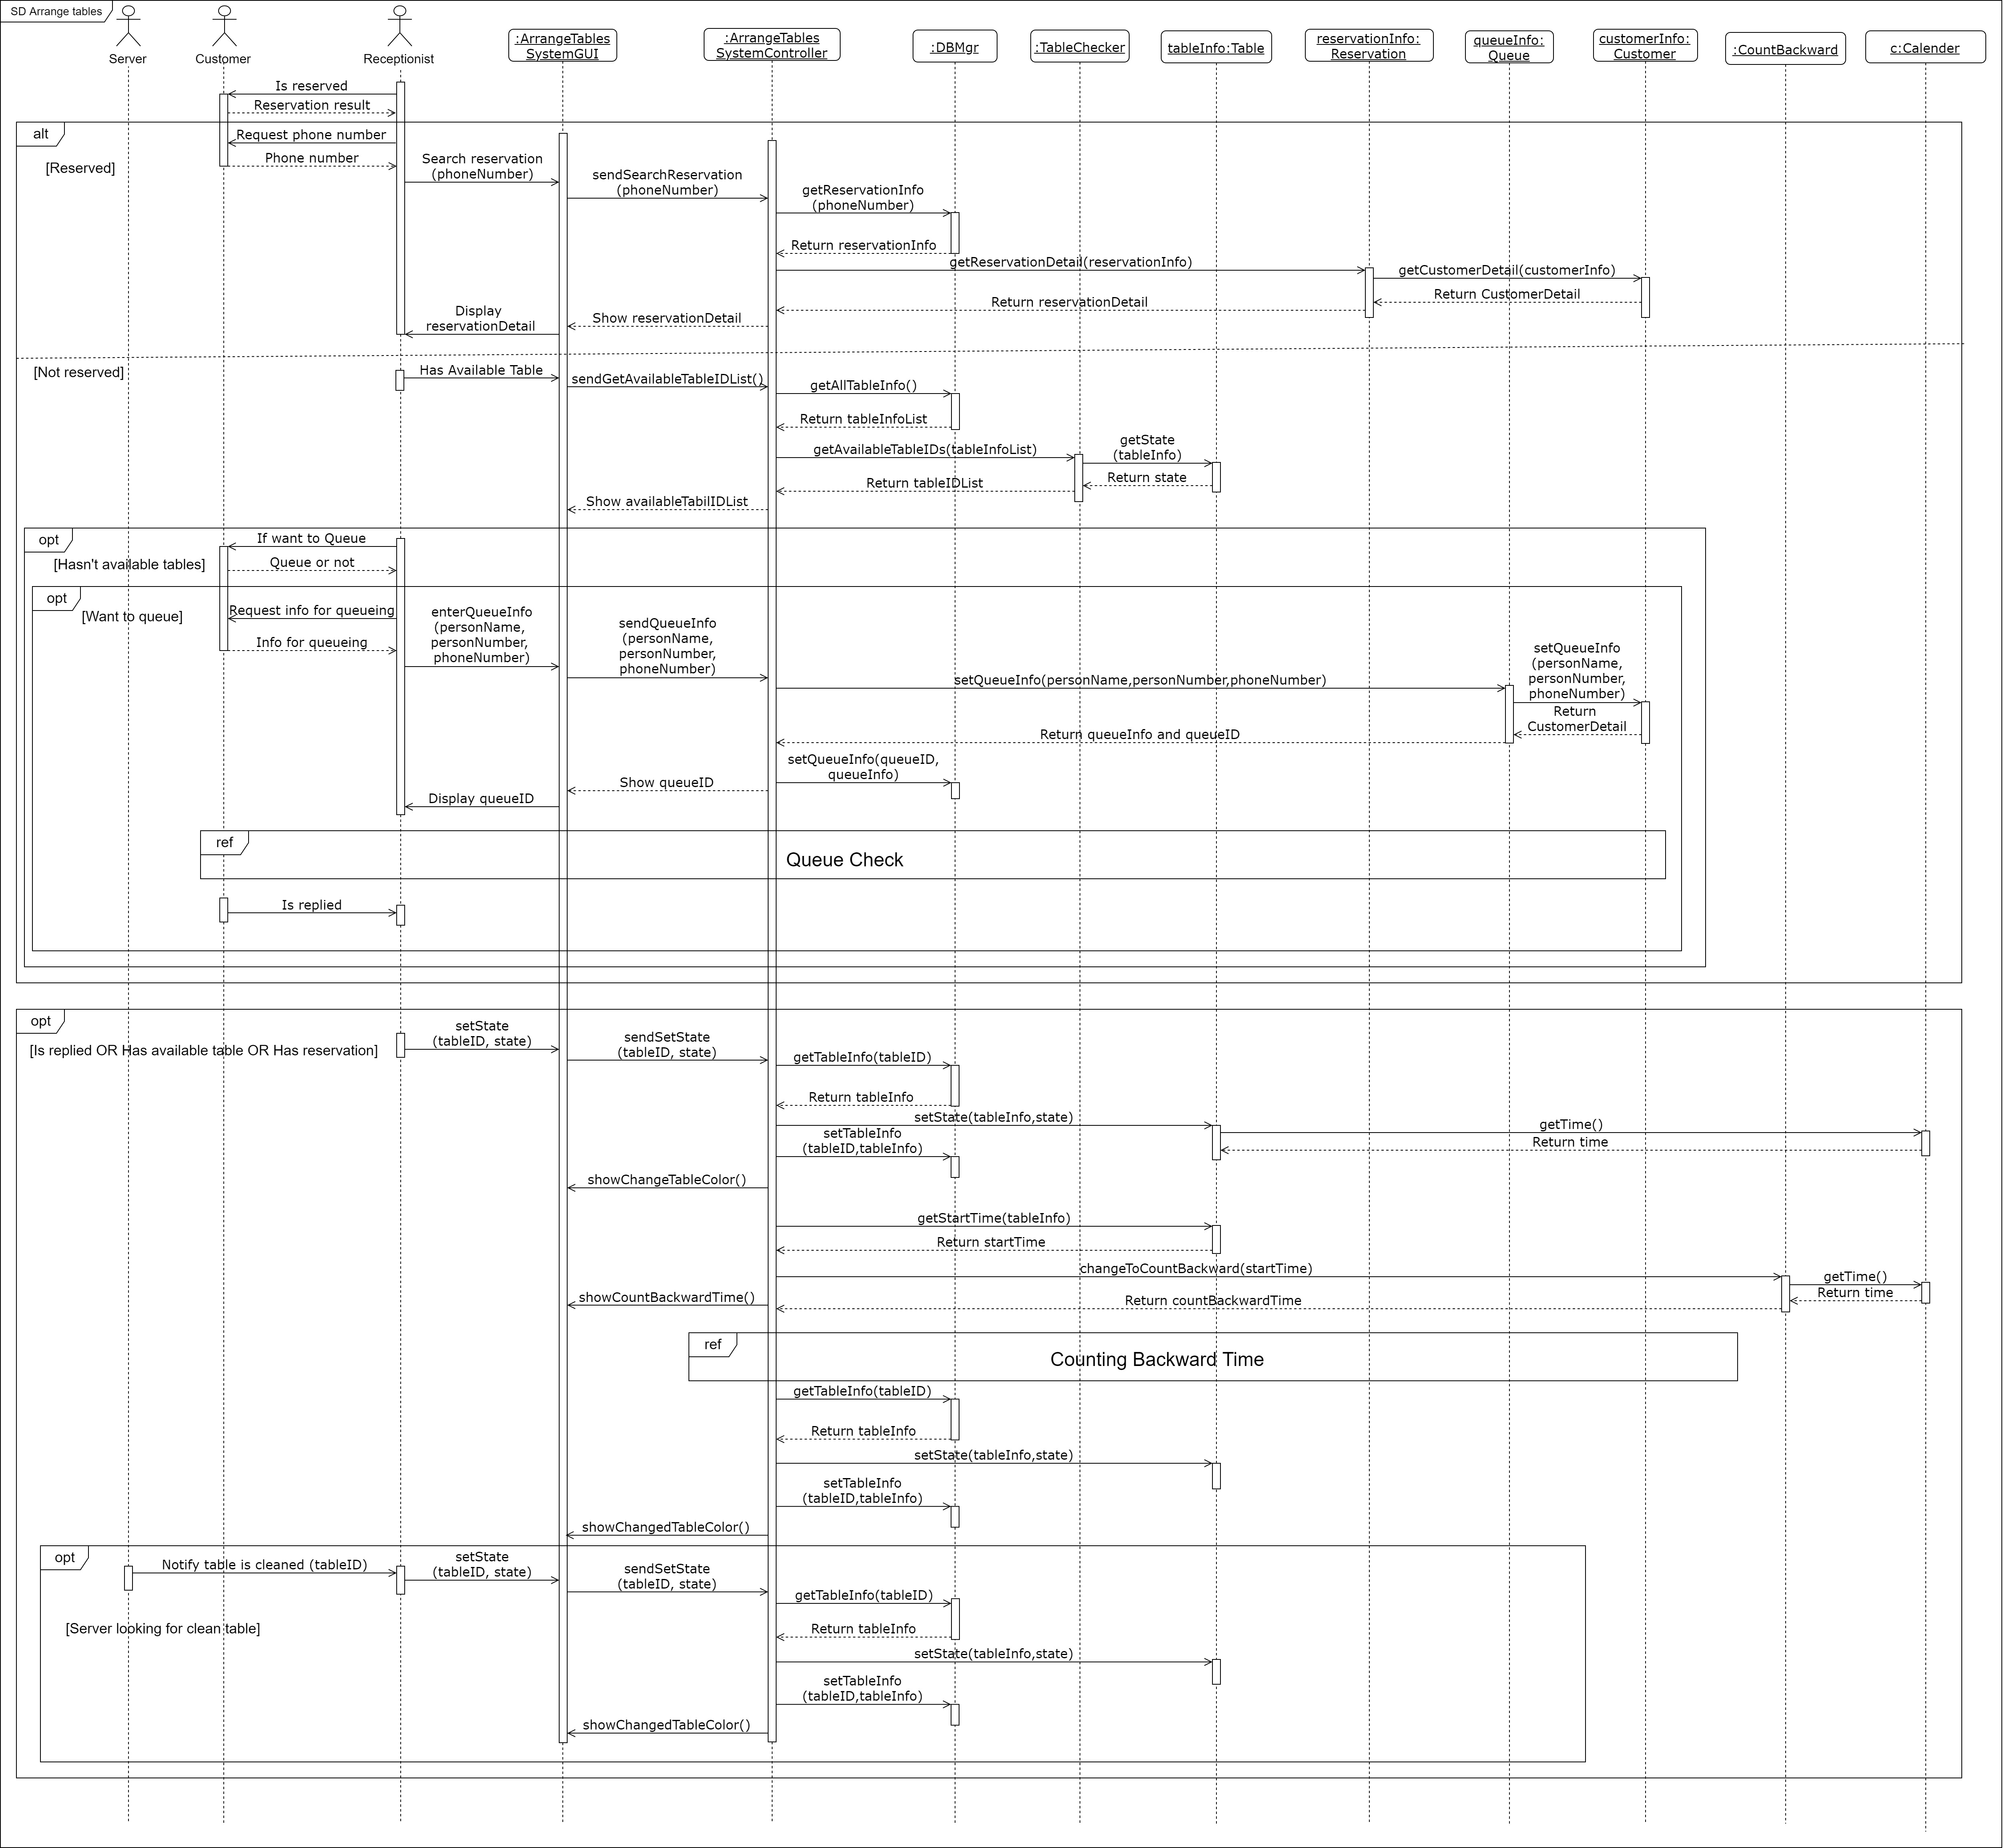 SD Arrange tables
Server
Customer
Receptionist
:ArrangeTables
SystemGUI
:ArrangeTables
SystemController
:DBMgr
:TableChecker
tableInfo:Table
reservationInfo:
Reservation
queueInfo:
Queue
customerInfo:
Customer
:CountBackward
c:Calender
Is reserved
Reservation result
alt
[Reserved]
Request phone number
Phone number
Search reservation
(phoneNumber)
sendSearchReservation
(phoneNumber)
getReservationInfo
(phoneNumber)
Return reservationInfo
getReservationDetail(reservationInfo)
getCustomerDetail(customerInfo)
Return CustomerDetail
Return reservationDetail
Show reservationDetail
Display
reservationDetail
[Not reserved]
Has Available Table
sendGetAvailableTableIDList()
getAllTableInfo()
Return tableInfoList
getAvailableTableIDs(tableInfoList)
getState
(tableInfo)
Return state
Return tableIDList
Show availableTabilIDList
opt
[Hasn't available tables]
If want to Queue
Queue or not
opt
[Want to queue]
Request info for queueing
Info for queueing
enterQueueInfo
(personName,
personNumber,
phoneNumber)
sendQueueInfo
(personName,
personNumber,
phoneNumber)
setQueueInfo(personName,personNumber,phoneNumber)
setQueueInfo
(personName,
personNumber,
phoneNumber)
Return
CustomerDetail
Return queueInfo and queueID
setQueueInfo(queueID,
queueInfo)
Show queueID
Display queueID
ref
Queue Check
Is replied
opt
[Is replied OR Has available table OR Has reservation]
setState
(tableID, state)
sendSetState
(tableID, state)
getTableInfo(tableID)
Return tableInfo
setState(tableInfo,state)
getTime()
Return time
setTableInfo
(tableID,tableInfo)
showChangeTableColor()
getStartTime(tableInfo)
Return startTime
changeToCountBackward(startTime)
getTime()
Return time
showCountBackwardTime()
Return countBackwardTime
ref
Counting Backward Time
getTableInfo(tableID)
Return tableInfo
setState(tableInfo,state)
setTableInfo
(tableID,tableInfo)
showChangedTableColor()
opt
[Server looking for clean table]
Notify table is cleaned (tableID)
setState
(tableID, state)
sendSetState
(tableID, state)
getTableInfo(tableID)
Return tableInfo
setState(tableInfo,state)
setTableInfo
(tableID,tableInfo)
showChangedTableColor()